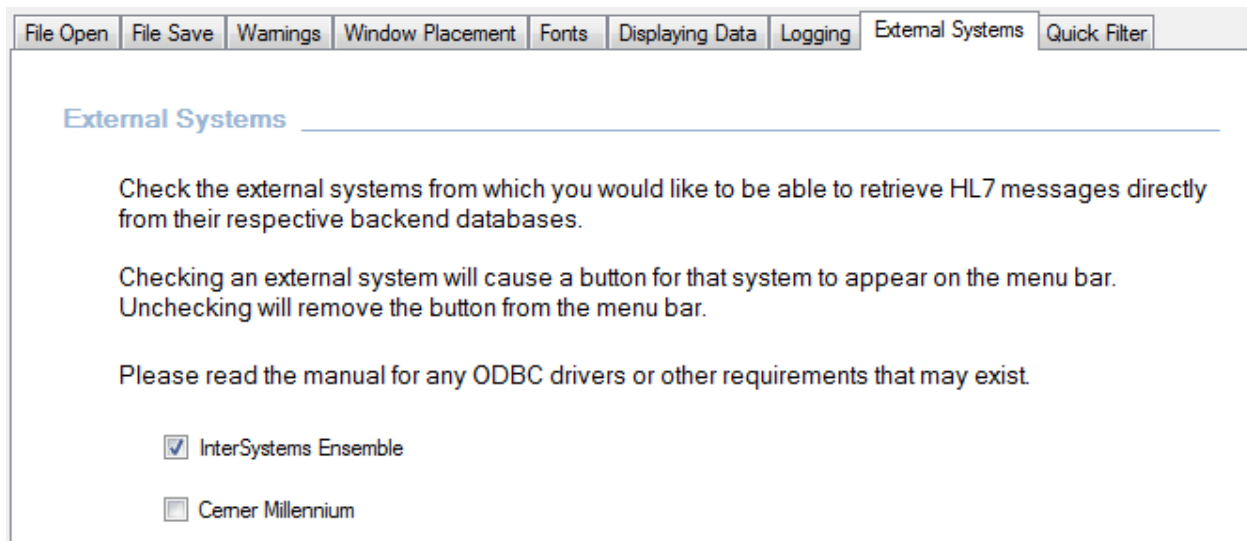 File Open File Save Warnings Window Placement Fonts Displaying Data Logging External Systems Quick Filter
External Systems
Check the external systems from which you would like to be able to retrieve HL7 messages directly
from their respective backend databases.
Checking an external system will cause a button for that system to appear on the menu bar.
Unchecking will remove the button from the menu bar.
Please read the manual for any ODBC drivers or other requirements that may exist.
InterSystems Ensemble
Cerner Millennium